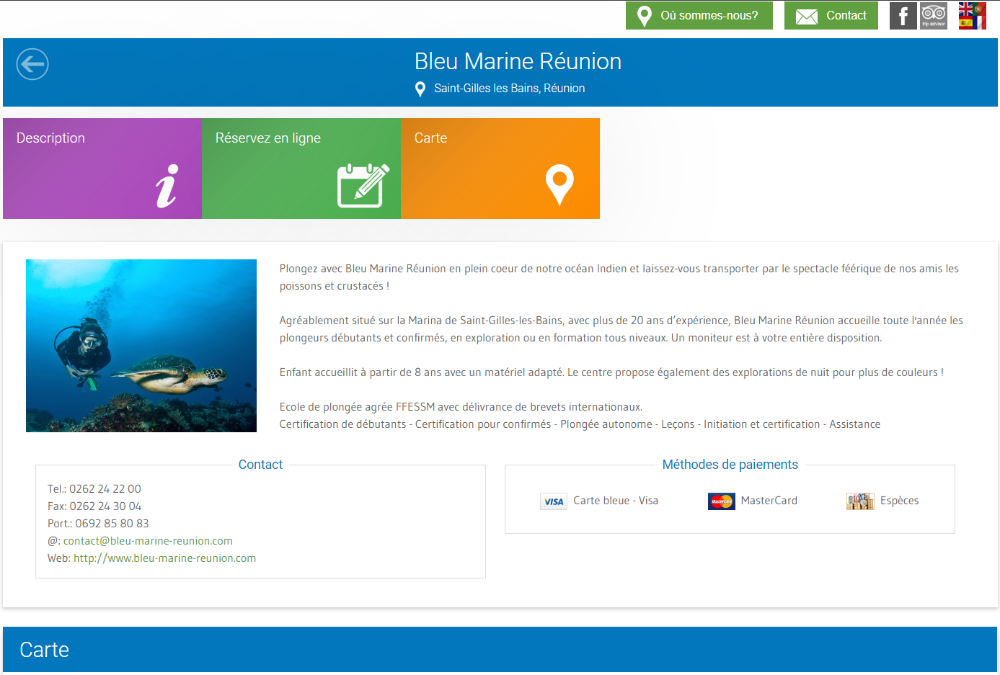 Où sommes-nous?
Contact
trip advisor
Bleu Marine Réunion
Saint-Gilles les Bains, Réunion
Description
Réservez en ligne
Carte
Plongez avec Bleu Marine Réunion en plein coeur de notre océan Indien et laissez-vous transporter par le spectacle féérique de nos amis les
poissons et crustacés !
Agréablement situé sur la Marina de Saint-Gilles-les-Bains, avec plus de 20 ans d’expérience, Bleu Marine Réunion accueille toute l'année les
plongeurs débutants et confirmés, en exploration ou en formation tous niveaux. Un moniteur est à votre entière disposition.
Enfant accueillit à partir de 8 ans avec un matériel adapté. Le centre propose également des explorations de nuit pour plus de couleurs !
Ecole de plongée agrée FFESSM avec délivrance de brevets internationaux.
Certification de débutants - Certification pour confirmés - Plongée autonome - Leçons - Initiation et certification - Assistance
Contact
Tel.: 0262 24 22 00
Fax: 0262 24 30 04
Port.: 0692 85 80 83
@: contact@bleu-marine-reunion.com
Web: http://www.bleu-marine-reunion.com
Méthodes de paiements
VISA Carte bleue - Visa
MasterCard MasterCard
Espèces
Carte